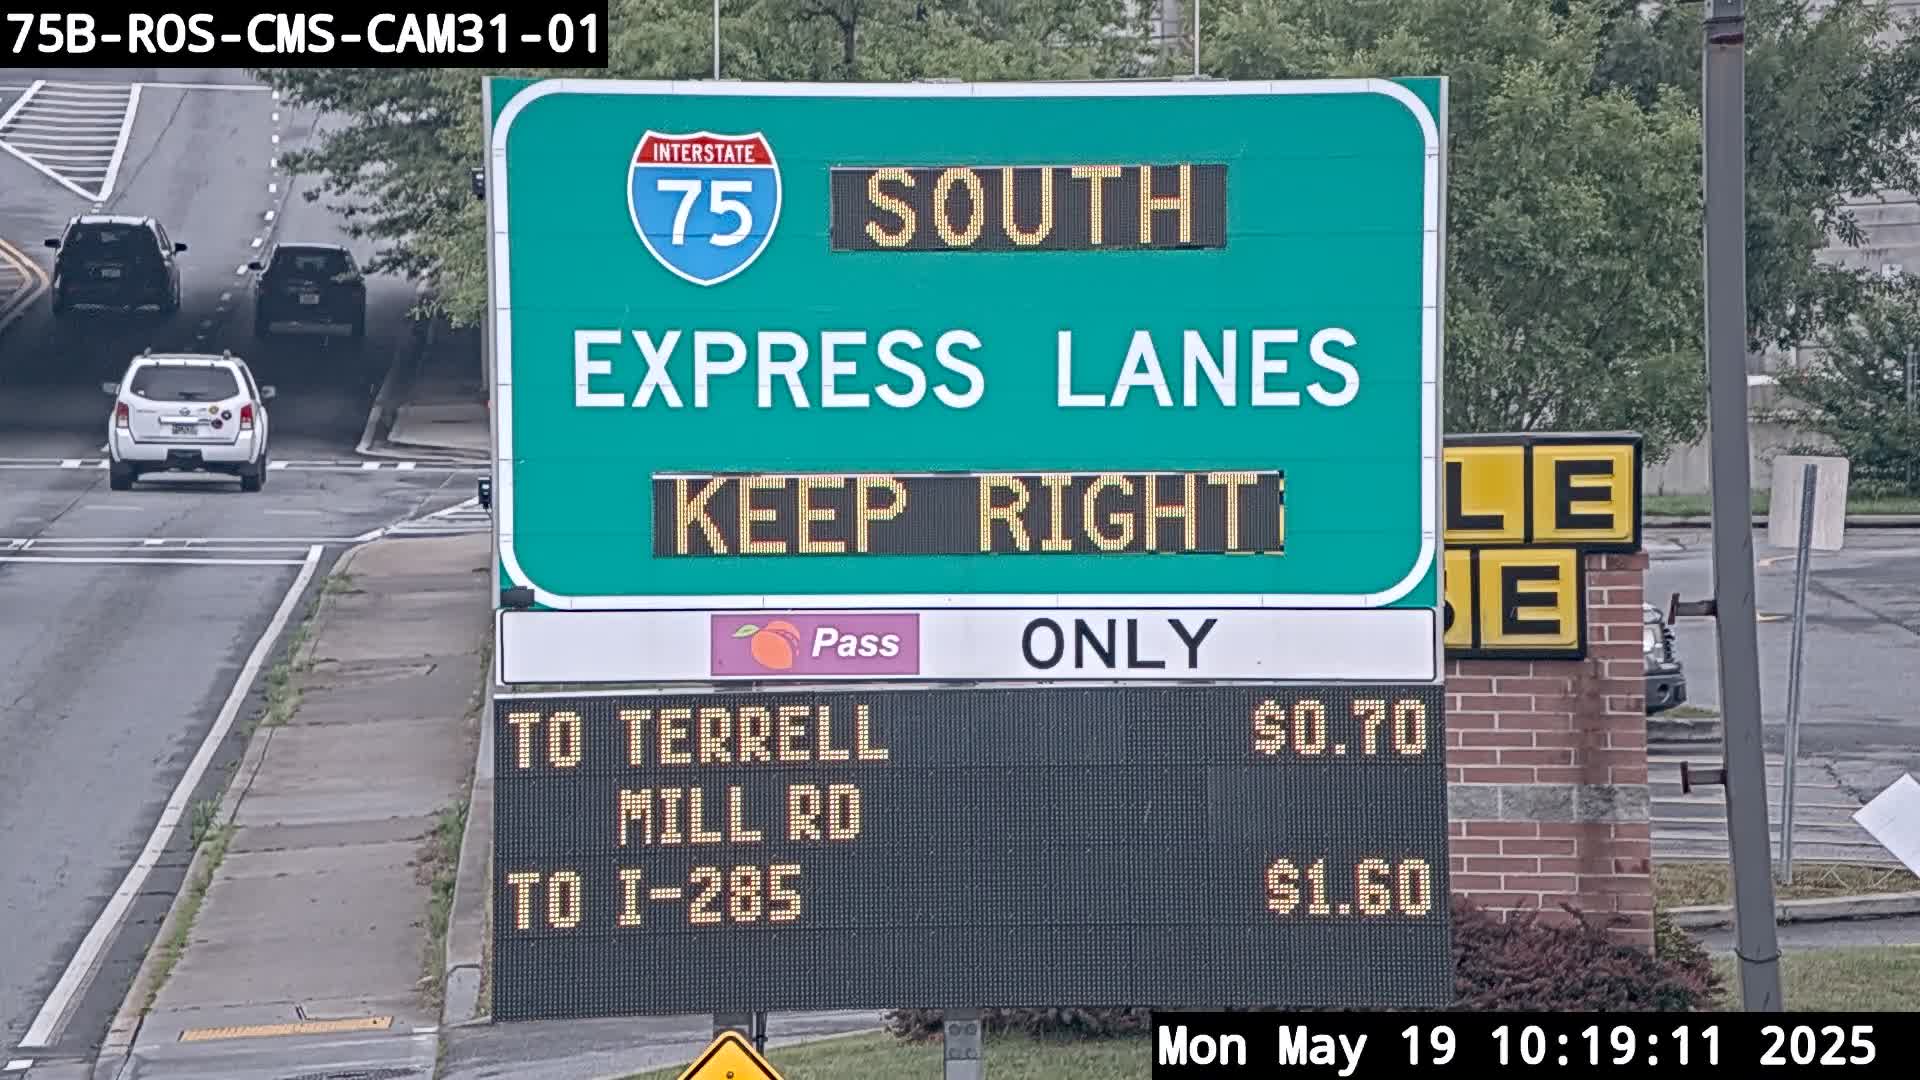 75B-ROS-CMS-CAM31-01
INTERSTATE
75
SOUTH
EXPRESS LANES
KEEP RIGHT
Pass ONLY
TO TERRELL $0.70
MILL RD
TO I-285 $1.60
LE
E
Mon May 19 10:19:11 2025